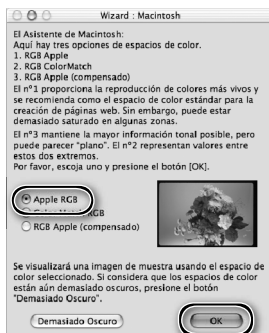 Wizard : Macintosh
El Asistente de Macintosh:
Aquí hay tres opciones de espacios de color.
1. RGB Apple
2. RGB ColorMatch
3. RGB Apple (compensado)
El nº1 proporciona la reproducción de colores más vivos y
se recomienda como el espacio de color estándar para la
creación de páginas web. Sin embargo, puede estar
demasiado saturado en algunas zonas.
El nº3 mantiene la mayor información tonal posible, pero
puede parecer "plano". El nº2 representan valores entre
estos dos extremos.
Por favor, escoja uno y presione el botón [OK].
Apple RGB
ColorMatch RGB
RGB Apple (compensado)
Se visualizará una imagen de muestra usando el espacio de
color seleccionado. Si considera que los espacios de color
están aún demasiado oscuros, presione el botón
"Demasiado Oscuro".
Demasiado Oscuro
OK